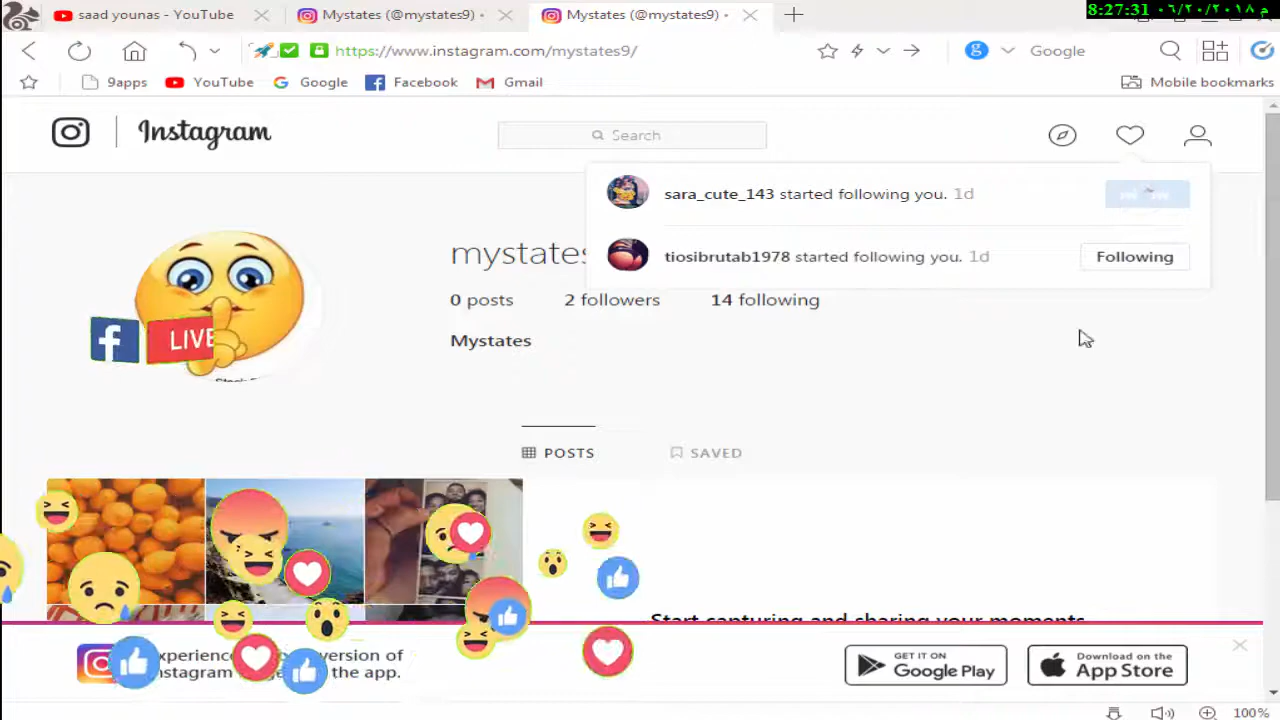 saad younas - YouTube
Mystates (@mystates9) •
Mystates (@mystates9) •
8:27:31 م ٠٦/٢٠/٢٠١٨
https://www.instagram.com/mystates9/
Google
9apps
YouTube
Google
Facebook
Gmail
Mobile bookmarks
Instagram
Search
sara_cute_143 started following you. 1d
tiosibrutab1978 started following you. 1d
Following
mystates
0 posts
2 followers
14 following
Mystates
LIVE
POSTS
SAVED
Start capturing and sharing your moments
version of
the app.
GET IT ON
Google Play
Download on the
App Store
100%